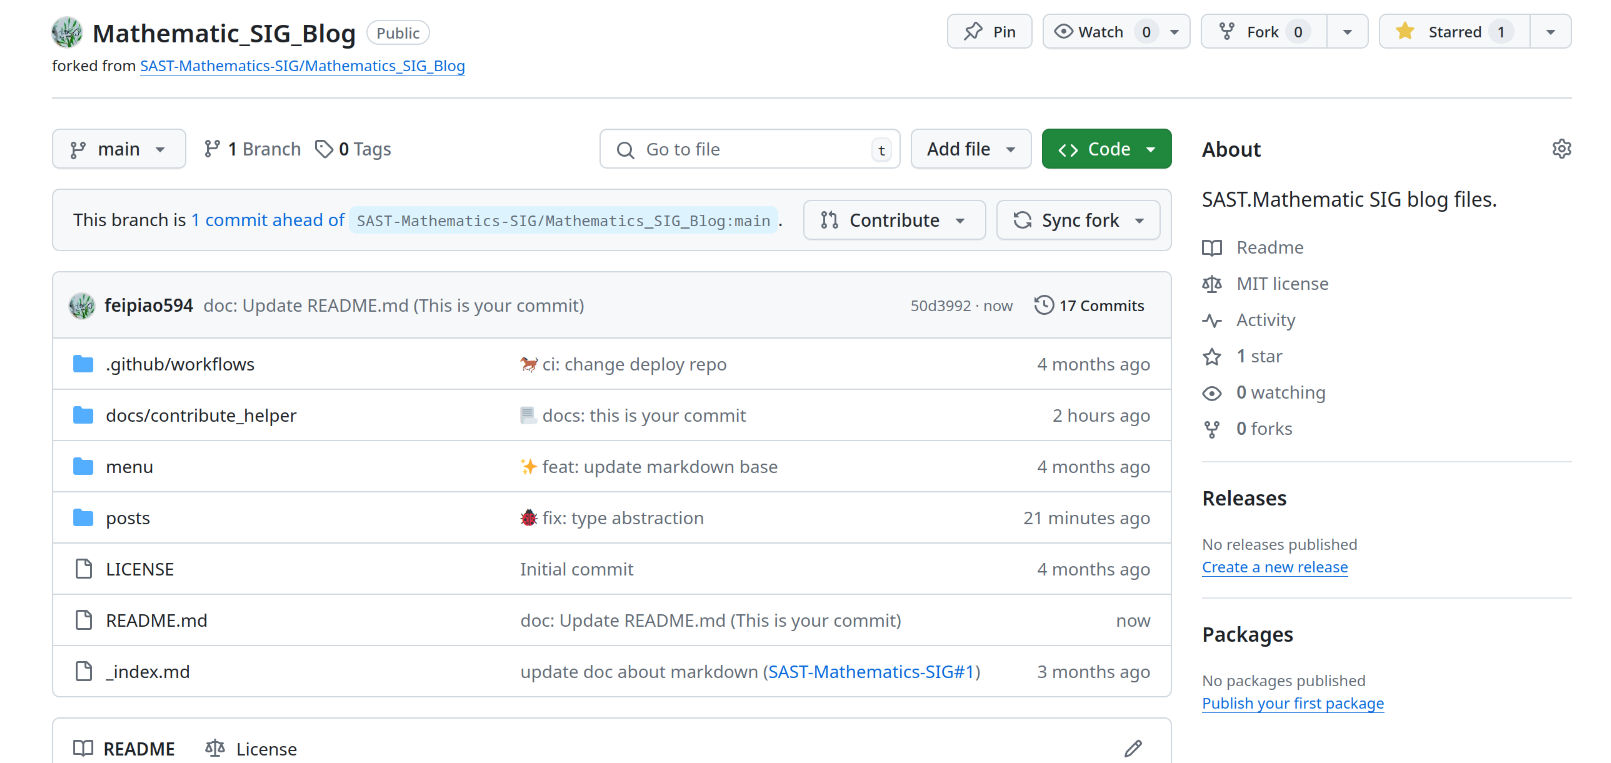 Mathematic_SIG_Blog Public Pin Watch 0 Fork 0 Starred 1
forked from SAST-Mathematics-SIG/Mathematics_SIG_Blog
main 1 Branch 0 Tags Go to file t Add file Code
This branch is 1 commit ahead of SAST-Mathematics-SIG/Mathematics_SIG_Blog:main . Contribute Sync fork
feipiao594 doc: Update README.md (This is your commit) 50d3992 · now 17 Commits
.github/workflows 🐎 ci: change deploy repo 4 months ago
docs/contribute_helper 📃 docs: this is your commit 2 hours ago
menu ✨ feat: update markdown base 4 months ago
posts 🐞 fix: type abstraction 21 minutes ago
LICENSE Initial commit 4 months ago
README.md doc: Update README.md (This is your commit) now
_index.md update doc about markdown (SAST-Mathematics-SIG#1) 3 months ago
README License
About
SAST.Mathematic SIG blog files.
Readme
MIT license
Activity
1 star
0 watching
0 forks
Releases
No releases published
Create a new release
Packages
No packages published
Publish your first package